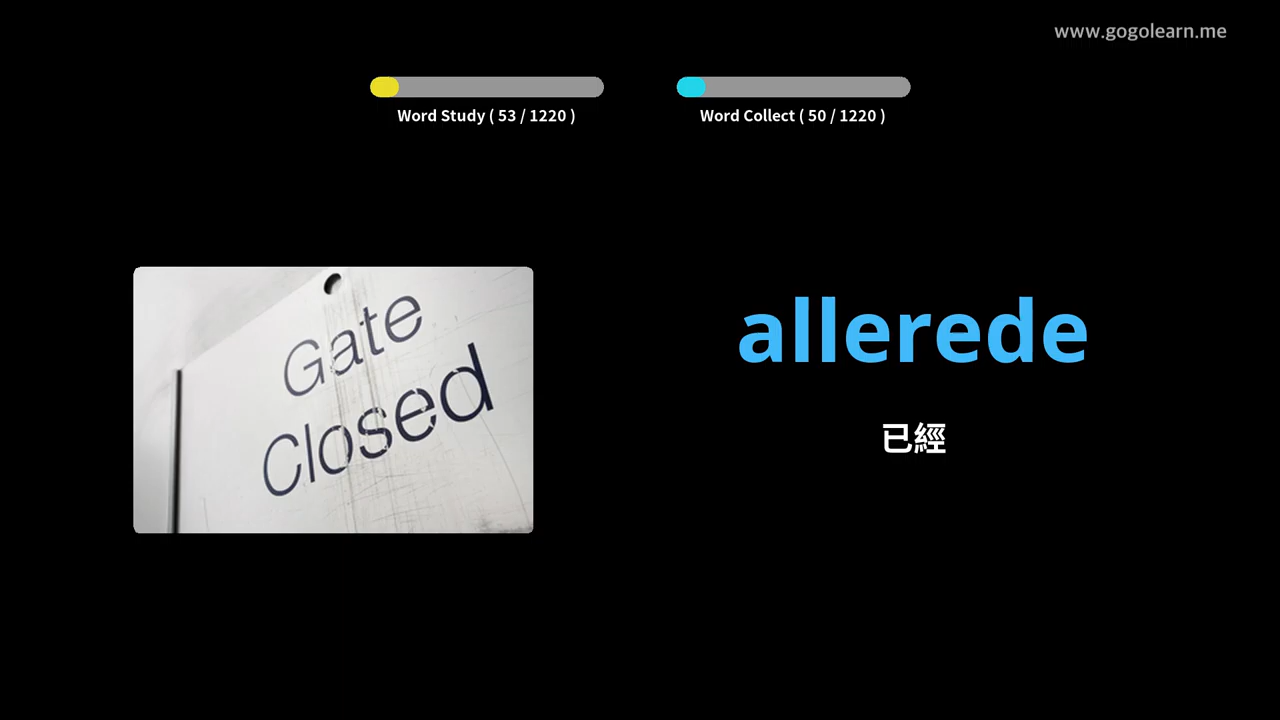 www.gogolearn.me
Word Study ( 53 / 1220 )
Word Collect ( 50 / 1220 )
Gate
Closed
allerede
已經